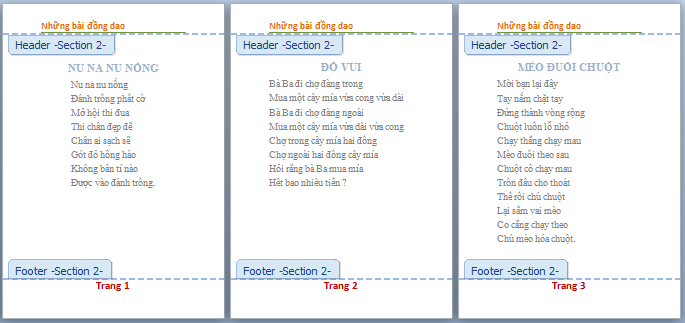 Những bài đồng dao
Header -Section 2-
NU NA NU NỐNG
Nu na nu nống
Đánh trống phất cờ
Mở hội thi đua
Thi chân đẹp đẽ
Chân ai sạch sẽ
Gót đỏ hồng hào
Không bẩn tí nào
Được vào đánh trống.
Footer -Section 2-
Trang 1
Những bài đồng dao
Header -Section 2-
ĐỐ VUI
Bà Ba đi chợ đằng trong
Mua một cây mía vừa cong vừa dài
Bà Ba đi chợ đằng ngoài
Mua một cây mía vừa dài vừa cong
Chợ trong cây mía hai đồng
Chợ ngoài hai đồng cây mía
Hỏi rằng bà Ba mua mía
Hết bao nhiêu tiền ?
Footer -Section 2-
Trang 2
Những bài đồng dao
Header -Section 2-
MÈO ĐUỔI CHUỘT
Mời bạn lại đây
Tay nắm chặt tay
Đứng thành vòng rộng
Chuột luồn lỗ nhỏ
Chạy thẳng chạy mau
Mèo đuổi theo sau
Chuột cố chạy mau
Trốn đâu cho thoát
Thế rồi chú chuột
Lại sắm vai mèo
Co cẳng chạy theo
Chú mèo hóa chuột.
Footer -Section 2-
Trang 3